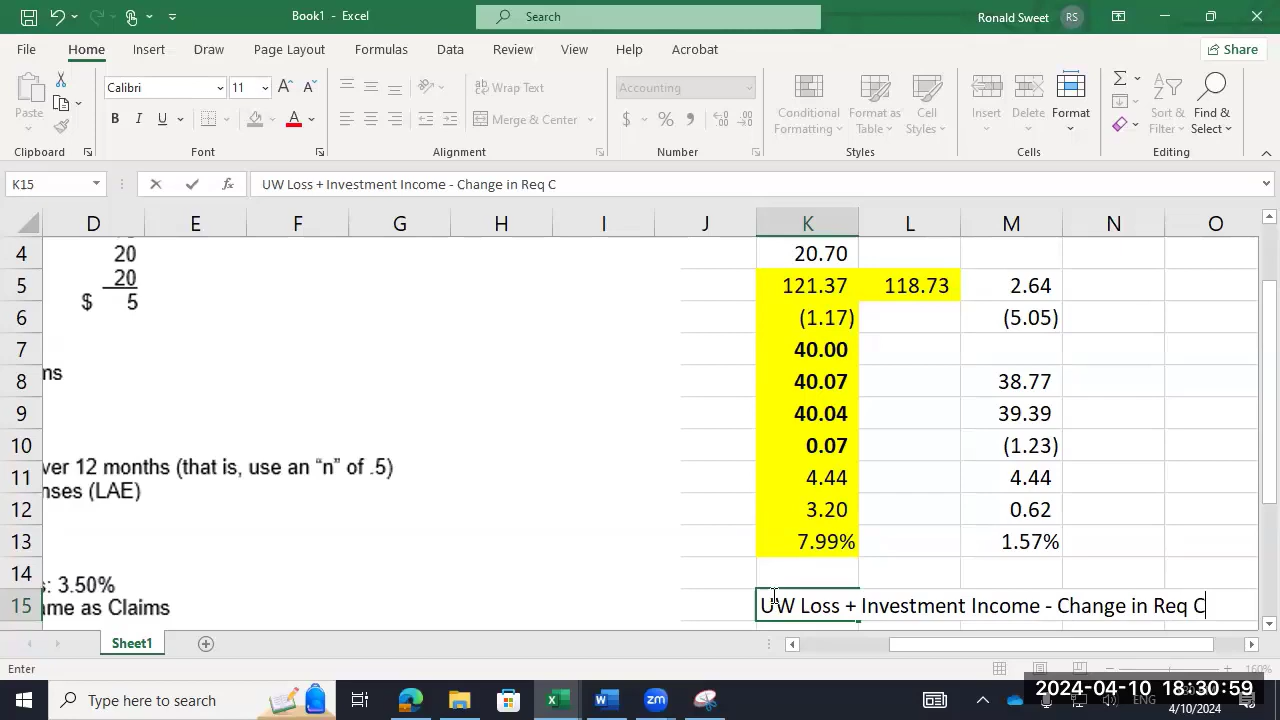 Book1 - Excel
Search
Ronald Sweet RS
File Home Insert Draw Page Layout Formulas Data Review View Help Acrobat Share
Paste
Calibri 11
B I U
Wrap Text
Merge & Center
Accounting
$ % ,
Conditional Formatting
Format as Table
Cell Styles
Insert Delete Format
Sort & Filter
Find & Select
Clipboard Font Alignment Number Styles Cells Editing
K15 fx UW Loss + Investment Income - Change in Req C
D E F G H I J K L M N O
4 20 20.70
20
5 $ 5 121.37 118.73 2.64
6 (1.17) (5.05)
7 40.00
ns
8 40.07 38.77
9 40.04 39.39
10 0.07 (1.23)
ver 12 months (that is, use an “n” of .5)
11 4.44 4.44
nses (LAE)
12 3.20 0.62
13 7.99% 1.57%
14
s: 3.50%
15 ame as Claims UW Loss + Investment Income - Change in Req C
Sheet1
Enter 160%
Type here to search
2024-04-10 18:30:59
ENG
4/10/2024